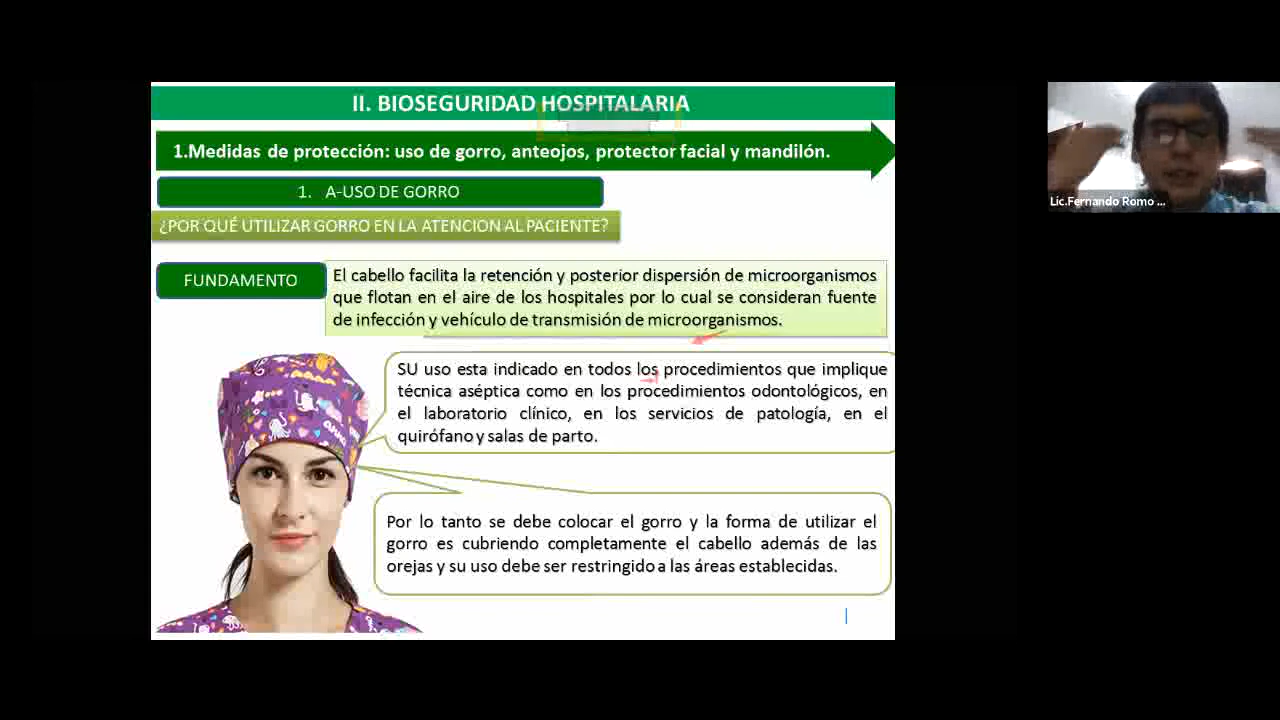 II. BIOSEGURIDAD HOSPITALARIA
1.Medidas de protección: uso de gorro, anteojos, protector facial y mandilón.
1. A-USO DE GORRO
¿POR QUÉ UTILIZAR GORRO EN LA ATENCION AL PACIENTE?
FUNDAMENTO
El cabello facilita la retención y posterior dispersión de microorganismos
que flotan en el aire de los hospitales por lo cual se consideran fuente
de infección y vehículo de transmisión de microorganismos.
SU uso esta indicado en todos los procedimientos que implique
técnica aséptica como en los procedimientos odontológicos, en
el laboratorio clínico, en los servicios de patología, en el
quirófano y salas de parto.
Por lo tanto se debe colocar el gorro y la forma de utilizar el
gorro es cubriendo completamente el cabello además de las
orejas y su uso debe ser restringido a las áreas establecidas.
Lic.Fernando Romo ...